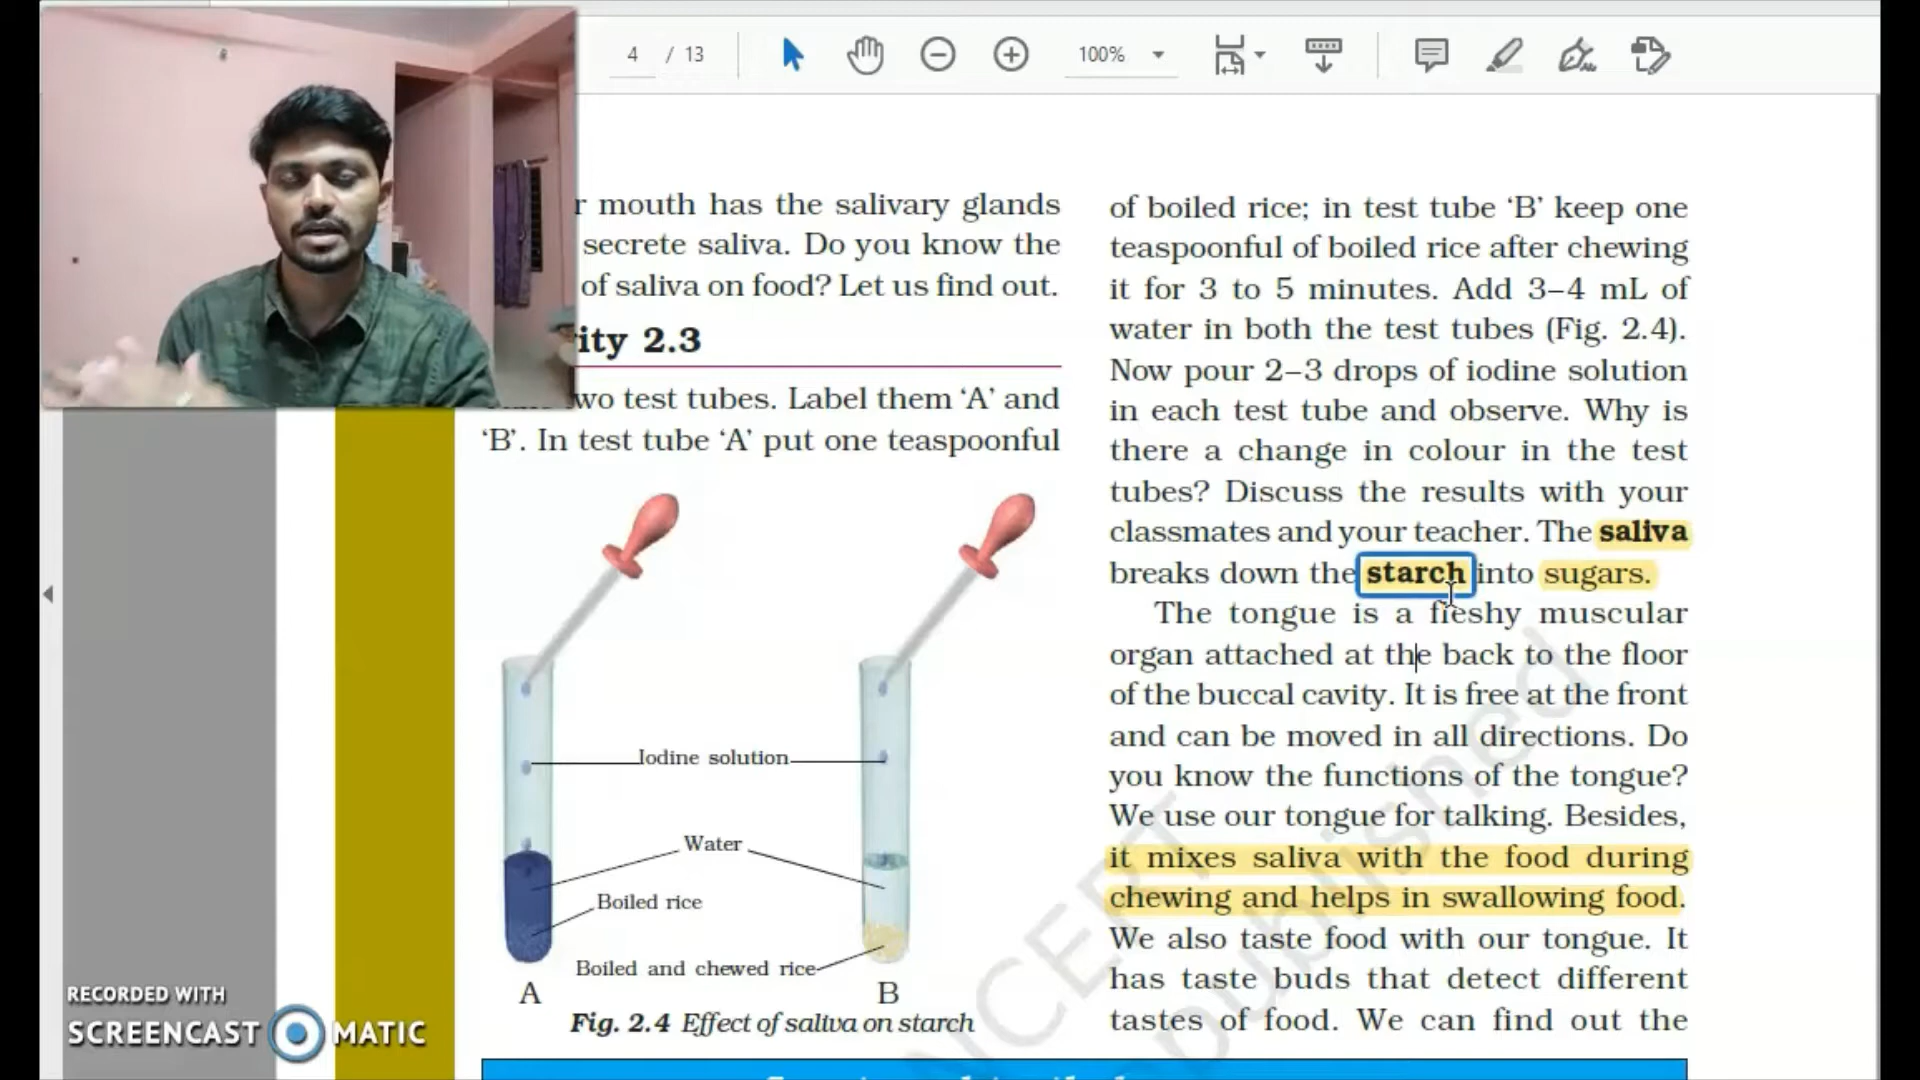 4 / 13
100%
r mouth has the salivary glands
secrete saliva. Do you know the
of saliva on food? Let us find out.
ity 2.3
wo test tubes. Label them ‘A’ and
‘B’. In test tube ‘A’ put one teaspoonful
Iodine solution
Water
Boiled rice
Boiled and chewed rice
A
B
Fig. 2.4 Effect of saliva on starch
of boiled rice; in test tube ‘B’ keep one
teaspoonful of boiled rice after chewing
it for 3 to 5 minutes. Add 3–4 mL of
water in both the test tubes (Fig. 2.4).
Now pour 2–3 drops of iodine solution
in each test tube and observe. Why is
there a change in colour in the test
tubes? Discuss the results with your
classmates and your teacher. The saliva
breaks down the starch into sugars.
The tongue is a fleshy muscular
organ attached at the back to the floor
of the buccal cavity. It is free at the front
and can be moved in all directions. Do
you know the functions of the tongue?
We use our tongue for talking. Besides,
it mixes saliva with the food during
chewing and helps in swallowing food.
We also taste food with our tongue. It
has taste buds that detect different
tastes of food. We can find out the
NCERT
published
RECORDED WITH
SCREENCAST MATIC